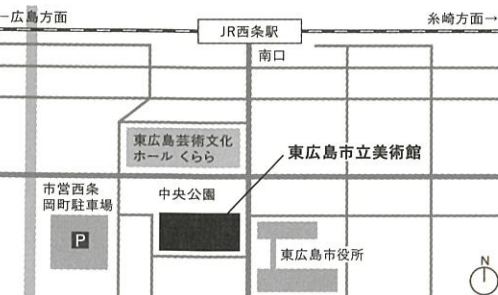 ←広島方面
JR西条駅
糸崎方面→
南口
東広島芸術文化
ホール くらら
東広島市立美術館
市営西条
岡町駐車場
中央公園
P
東広島市役所
N